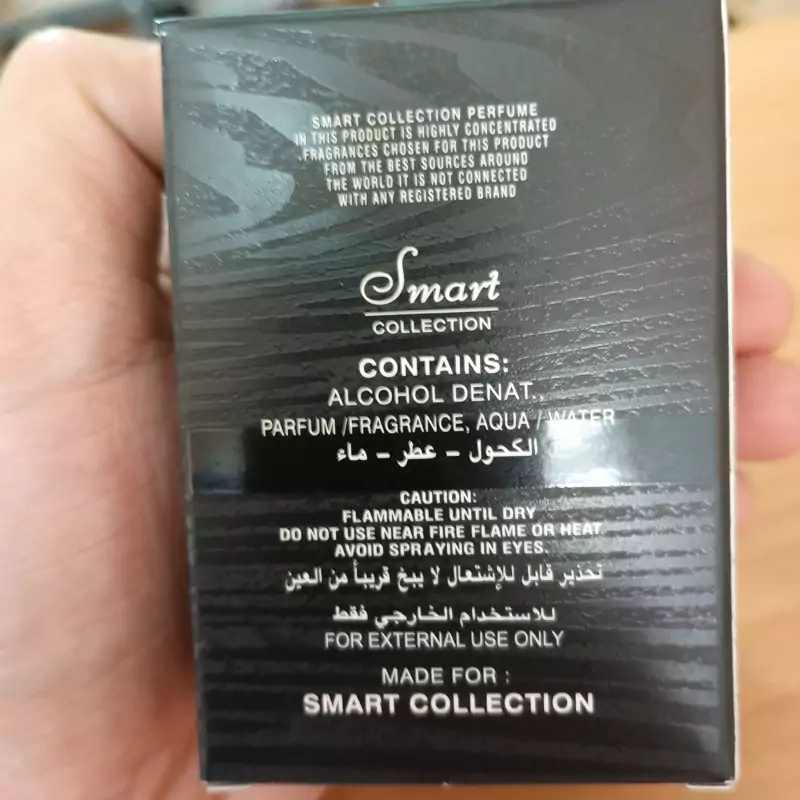 SMART COLLECTION PERFUME
IN THIS PRODUCT IS HIGHLY CONCENTRATED
.FRAGRANCES CHOSEN FOR THIS PRODUCT
FROM THE BEST SOURCES AROUND
THE WORLD IT IS NOT CONNECTED
WITH ANY REGISTERED BRAND
Smart
COLLECTION
CONTAINS:
ALCOHOL DENAT.,
PARFUM /FRAGRANCE, AQUA / WATER
الكحول - عطر - ماء
CAUTION:
FLAMMABLE UNTIL DRY
DO NOT USE NEAR FIRE FLAME OR HEAT
AVOID SPRAYING IN EYES.
تحذير قابل للإشتعال لا يبخ قريباً من العين
للاستخدام الخارجي فقط
FOR EXTERNAL USE ONLY
MADE FOR :
SMART COLLECTION